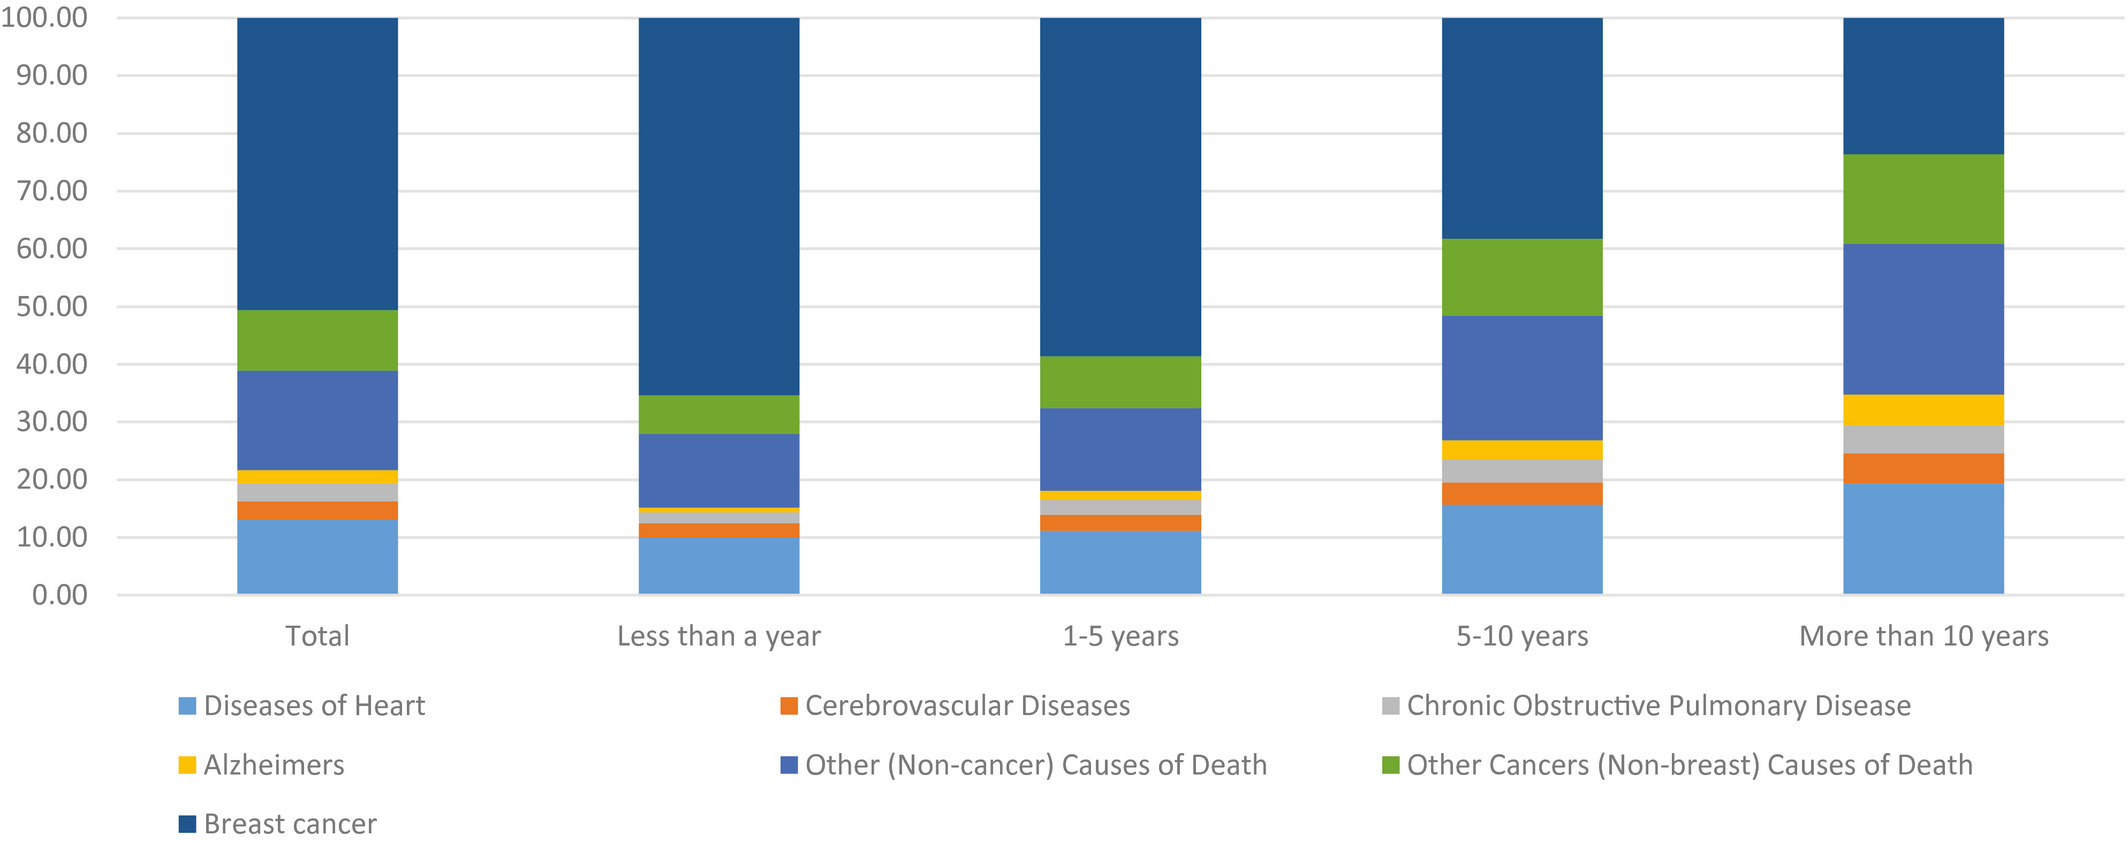 100.00
90.00
80.00
70.00
60.00
50.00
40.00
30.00
20.00
10.00
0.00
Total Less than a year 1-5 years 5-10 years More than 10 years
Diseases of Heart Cerebrovascular Diseases Chronic Obstructive Pulmonary Disease
Alzheimers Other (Non-cancer) Causes of Death Other Cancers (Non-breast) Causes of Death
Breast cancer